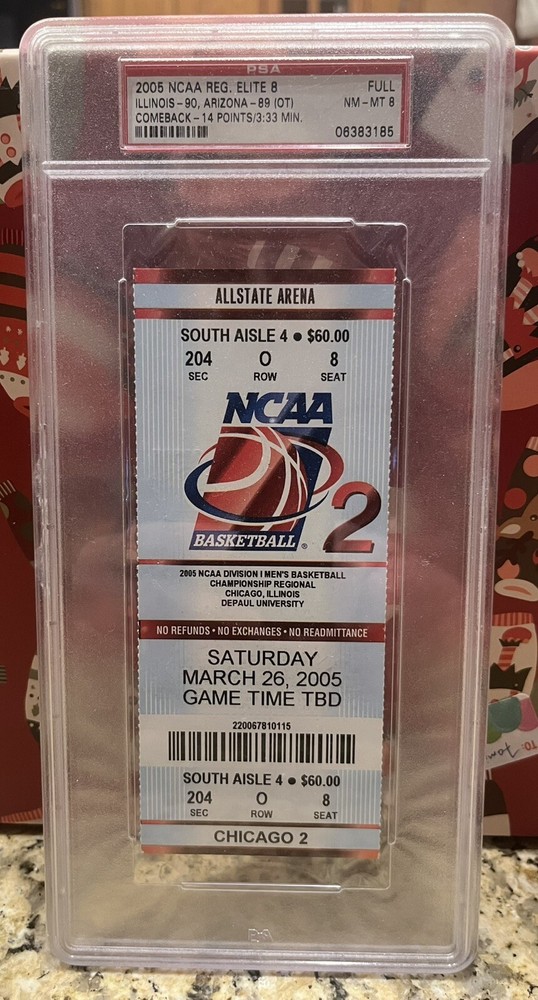 PSA
2005 NCAA REG. ELITE 8 FULL
ILLINOIS-90, ARIZONA-89 (OT) NM-MT 8
COMEBACK-14 POINTS/3:33 MIN.
06383185
ALLSTATE ARENA
SOUTH AISLE 4 ● $60.00
204 O 8
SEC ROW SEAT
NCAA
BASKETBALL®
2
2005 NCAA DIVISION I MEN'S BASKETBALL
CHAMPIONSHIP REGIONAL
CHICAGO, ILLINOIS
DEPAUL UNIVERSITY
NO REFUNDS • NO EXCHANGES • NO READMITTANCE
SATURDAY
MARCH 26, 2005
GAME TIME TBD
220067810115
SOUTH AISLE 4 ● $60.00
204 O 8
SEC ROW SEAT
CHICAGO 2
PSA
TO: